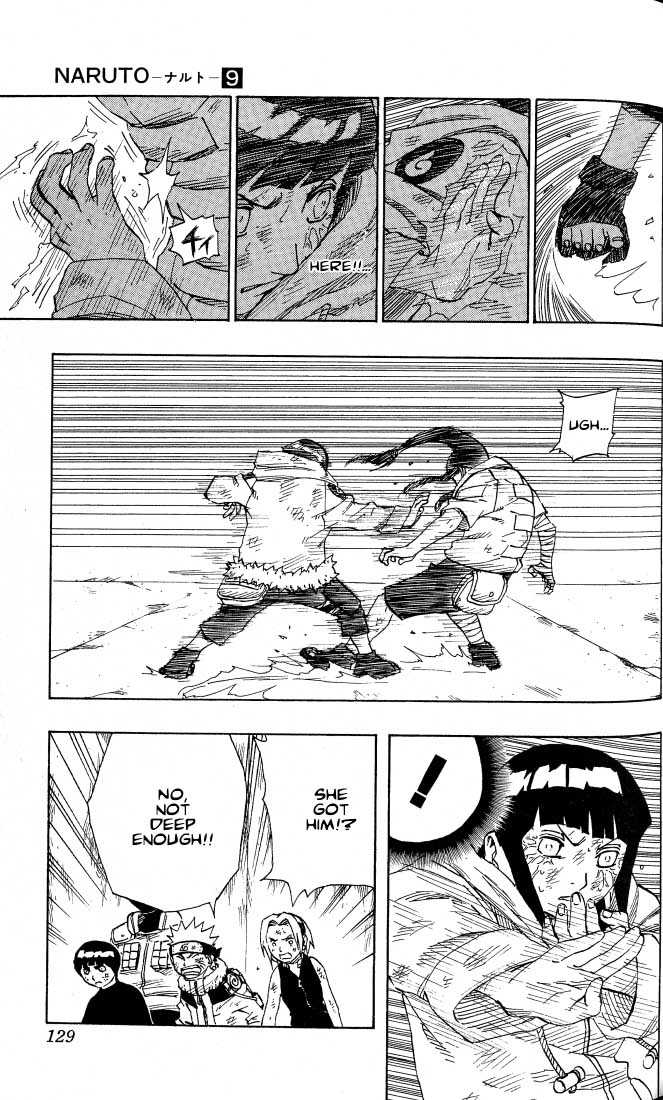 NARUTO—ナルト—9
HERE!!...
チィ
UGH...
!
SHE
GOT
HIM!?
NO,
NOT
DEEP
ENOUGH!!
129